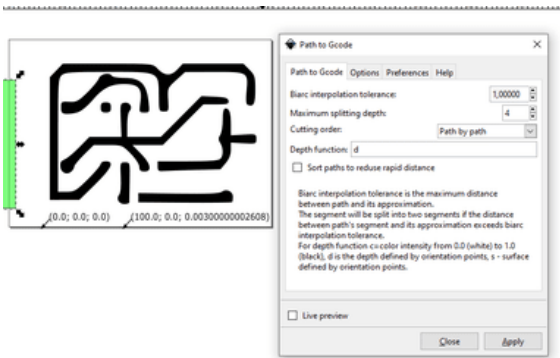 Path to Gcode
Path to Gcode Options Preferences Help
Biarc interpolation tolerance: 1,00000
Maximum splitting depth: 4
Cutting order: Path by path
Depth function: d
Sort paths to reduse rapid distance
Biarc interpolation tolerance is the maximum distance
between path and its approximation.
The segment will be split into two segments if the distance
between path's segment and its approximation exceeds biarc
interpolation tolerance.
For depth function c=color intensity from 0.0 (white) to 1.0
(black), d is the depth defined by orientation points, s - surface
defined by orientation points.
(0.0; 0.0; 0.0) (100.0; 0.0; 0.00300000002608)
Live preview
Close Apply